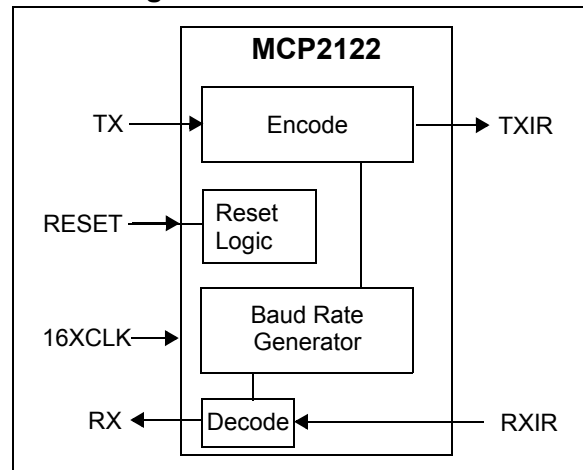 MCP2122
TX
Encode
TXIR
RESET
Reset
Logic
16XCLK
Baud Rate
Generator
RX
Decode
RXIR